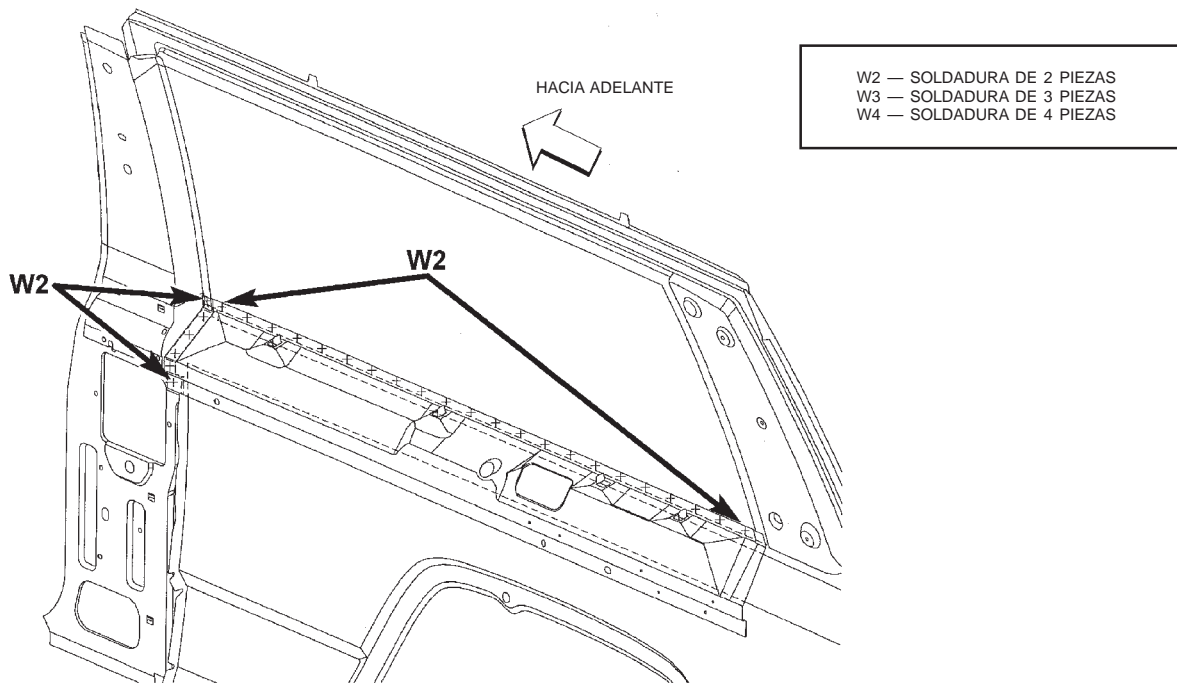 HACIA ADELANTE
W2 — SOLDADURA DE 2 PIEZAS
W3 — SOLDADURA DE 3 PIEZAS
W4 — SOLDADURA DE 4 PIEZAS
W2
W2